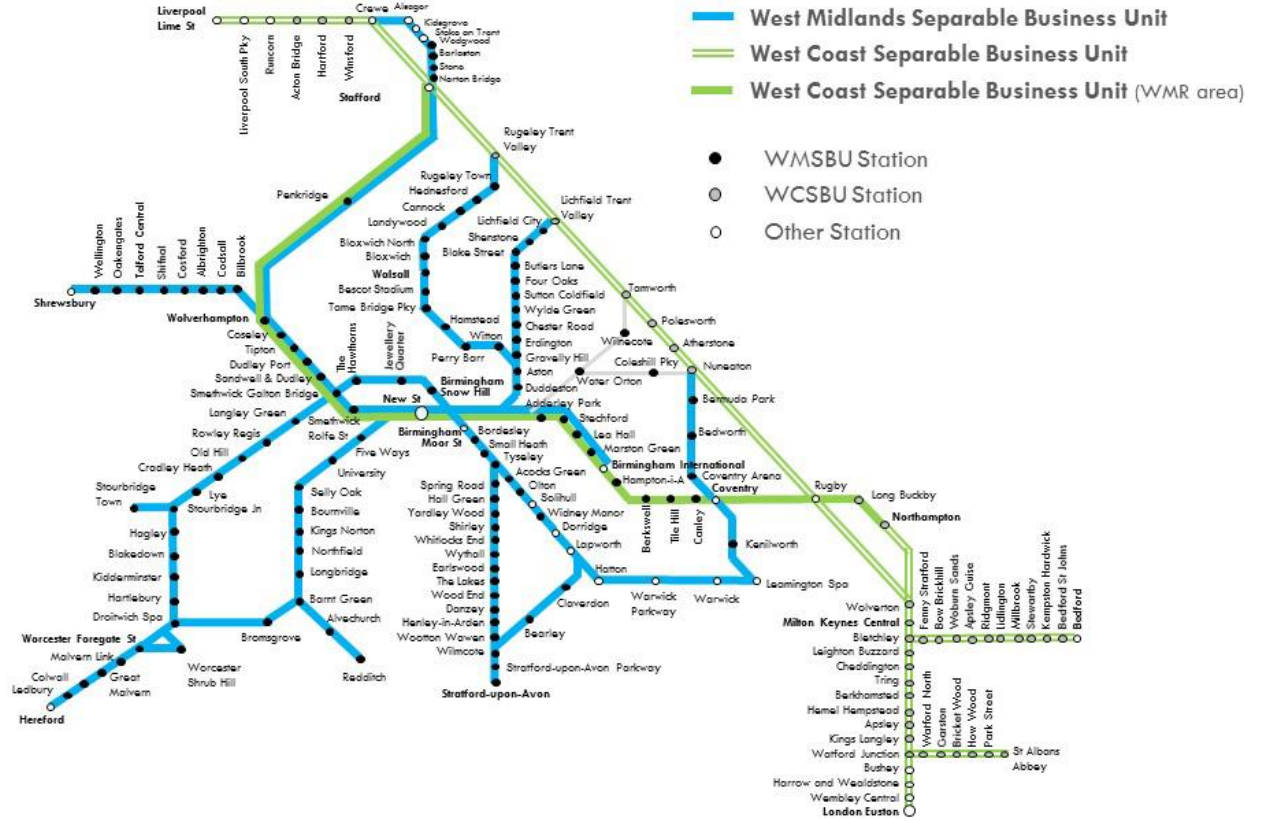 Liverpool
Lime St
Crewe
Alsager
Kidsgrove
Stoke on Trent
Wedgwood
Barlaston
Stone
Norton Bridge
Liverpool South Pky
Runcorn
Acton Bridge
Hartford
Winsford
Stafford
West Midlands Separable Business Unit
West Coast Separable Business Unit
West Coast Separable Business Unit (WMR area)
WMSBU Station
WCSBU Station
Other Station
Rugeley Trent
Valley
Rugeley Town
Hednesford
Cannock
Landywood
Bloxwich North
Bloxwich
Walsall
Bescot Stadium
Tame Bridge Pky
Hamstead
Witton
Perry Barr
Penkridge
Lichfield Trent
Valley
Lichfield City
Shenstone
Blake Street
Butlers Lane
Four Oaks
Sutton Coldfield
Wylde Green
Chester Road
Erdington
Gravelly Hill
Aston
Duddeston
Adderley Park
Wellington
Oakengates
Telford Central
Shifnal
Cosford
Albrighton
Codsall
Bilbrook
Shrewsbury
Wolverhampton
Coseley
Tipton
Dudley Port
Sandwell & Dudley
Smethwick Galton Bridge
The
Hawthorns
Jewellery
Quarter
Birmingham
Snow Hill
New St
Birmingham
Moor St
Smethwick
Rolfe St
Langley Green
Rowley Regis
Old Hill
Cradley Heath
Lye
Stourbridge
Town
Stourbridge Jn
Hagley
Blakedown
Kidderminster
Hartlebury
Droitwich Spa
Worcester Foregate St
Malvern Link
Colwall
Ledbury
Hereford
Great
Malvern
Worcester
Shrub Hill
Bromsgrove
Five Ways
University
Selly Oak
Bournville
Kings Norton
Northfield
Longbridge
Barnt Green
Alvechurch
Redditch
Tamworth
Polesworth
Atherstone
Wilnecote
Coleshill Pky
Water Orton
Nuneaton
Bermuda Park
Bedworth
Coventry Arena
Coventry
Stechford
Lea Hall
Marston Green
Birmingham International
Hampton-i-A
Berkswell
Tile Hill
Canley
Kenilworth
Leamington Spa
Warwick
Warwick
Parkway
Hatton
Lapworth
Dorridge
Widney Manor
Solihull
Olton
Acocks Green
Tyseley
Small Heath
Bordesley
Spring Road
Hall Green
Yardley Wood
Shirley
Whitlocks End
Wythall
Earlswood
The Lakes
Wood End
Danzey
Henley-in-Arden
Wootton Wawen
Wilmcote
Stratford-upon-Avon Parkway
Stratford-upon-Avon
Claverdon
Bearley
Rugby
Long Buckby
Northampton
Wolverton
Milton Keynes Central
Bletchley
Leighton Buzzard
Cheddington
Tring
Berkhamsted
Hemel Hempstead
Apsley
Kings Langley
Watford Junction
Bushey
Harrow and Wealdstone
Wembley Central
London Euston
Fenny Stratford
Bow Brickhill
Woburn Sands
Apsley Guise
Ridgmont
Lidlington
Millbrook
Stewartby
Kempston Hardwick
Bedford St Johns
Bedford
Watford North
Garston
Bricket Wood
How Wood
Park Street
St Albans
Abbey